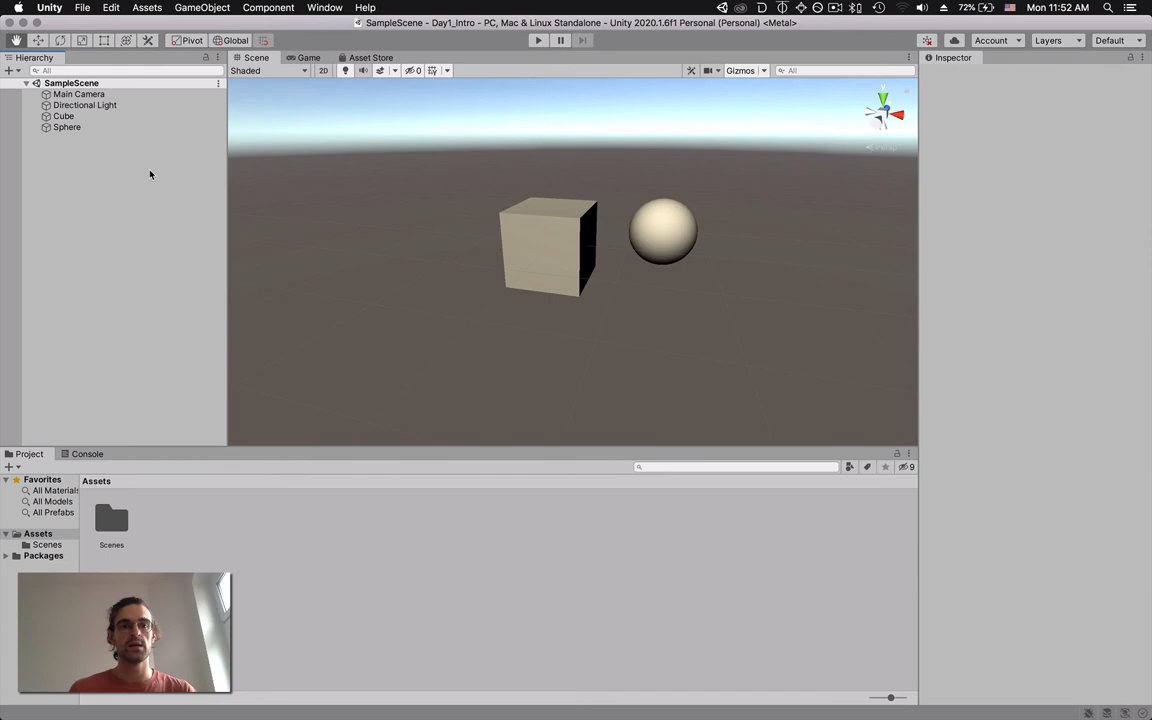 Unity File Edit Assets GameObject Component Window Help 72% Mon 11:52 AM
SampleScene - Day1_Intro - PC, Mac & Linux Standalone - Unity 2020.1.6f1 Personal (Personal) <Metal>
Pivot Global Account Layers Default
Hierarchy Scene Game Asset Store Inspector
All Shaded 2D 0 Gizmos All
SampleScene
Main Camera
Directional Light
Cube
Sphere
Persp
Project Console
9
Favorites Assets
All Materials
All Models
All Prefabs
Assets
Scenes Scenes
Packages